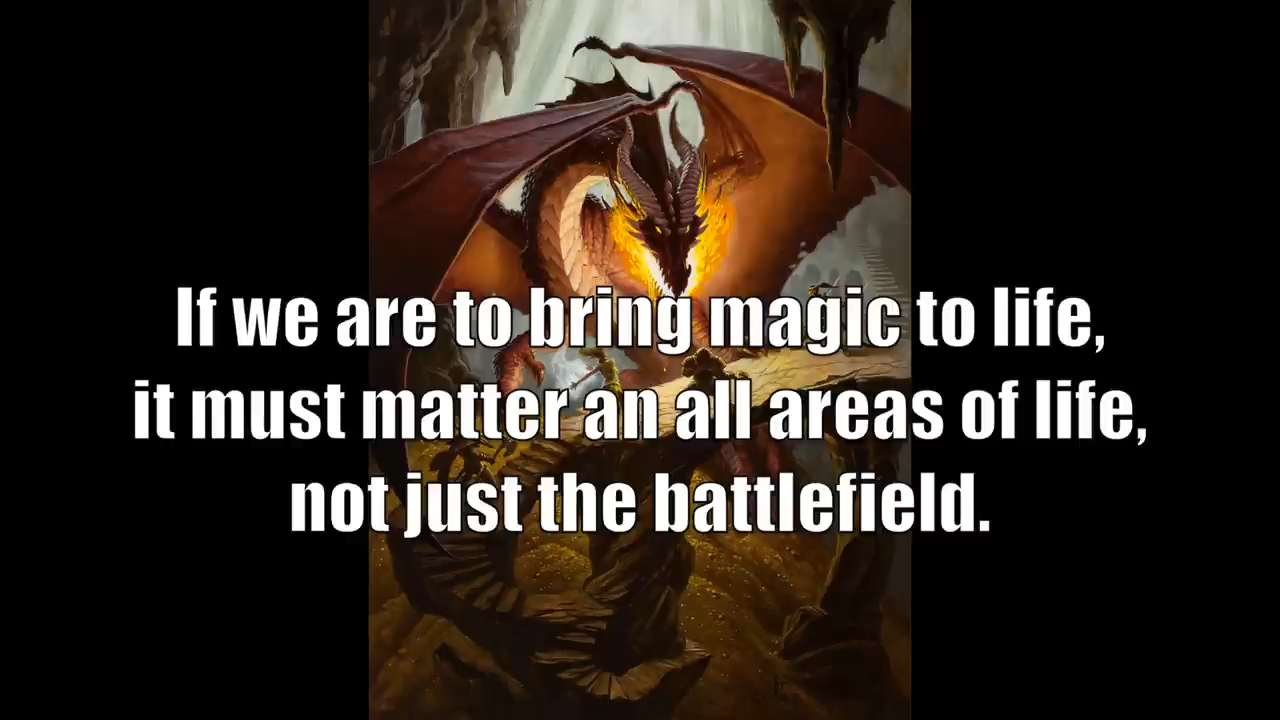 If we are to bring magic to life,
it must matter an all areas of life,
not just the battlefield.